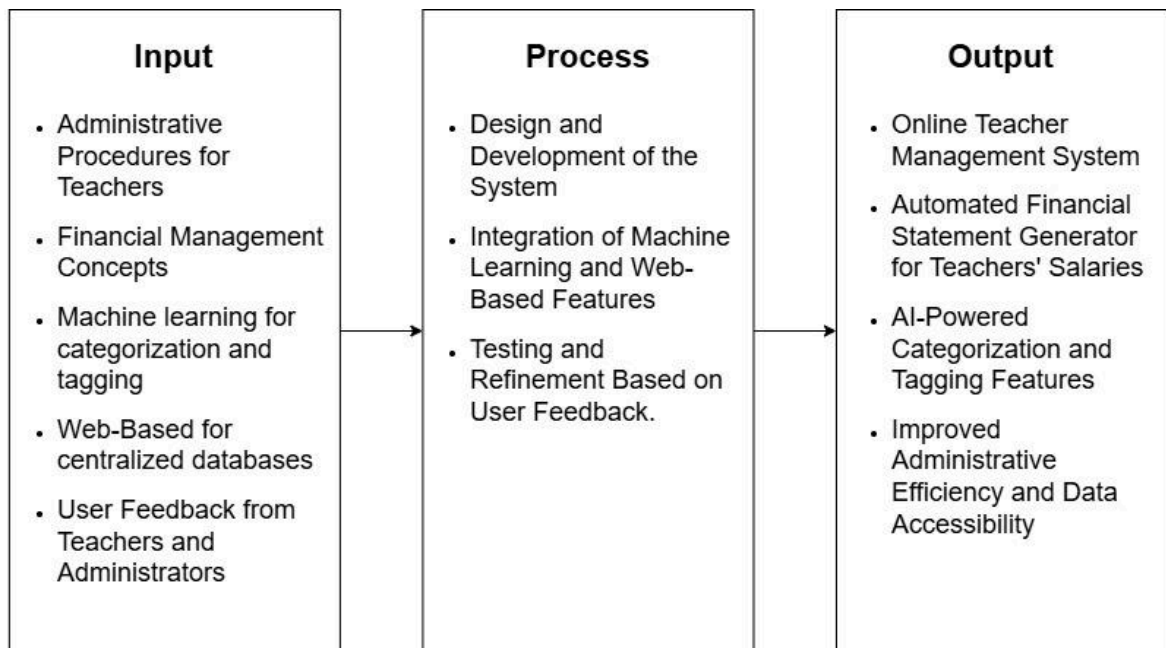 Input
• Administrative
Procedures for
Teachers
• Financial Management
Concepts
• Machine learning for
categorization and
tagging
• Web-Based for
centralized databases
• User Feedback from
Teachers and
Administrators
Process
• Design and
Development of the
System
• Integration of Machine
Learning and Web-
Based Features
• Testing and
Refinement Based on
User Feedback.
Output
• Online Teacher
Management System
• Automated Financial
Statement Generator
for Teachers' Salaries
• AI-Powered
Categorization and
Tagging Features
• Improved
Administrative
Efficiency and Data
Accessibility